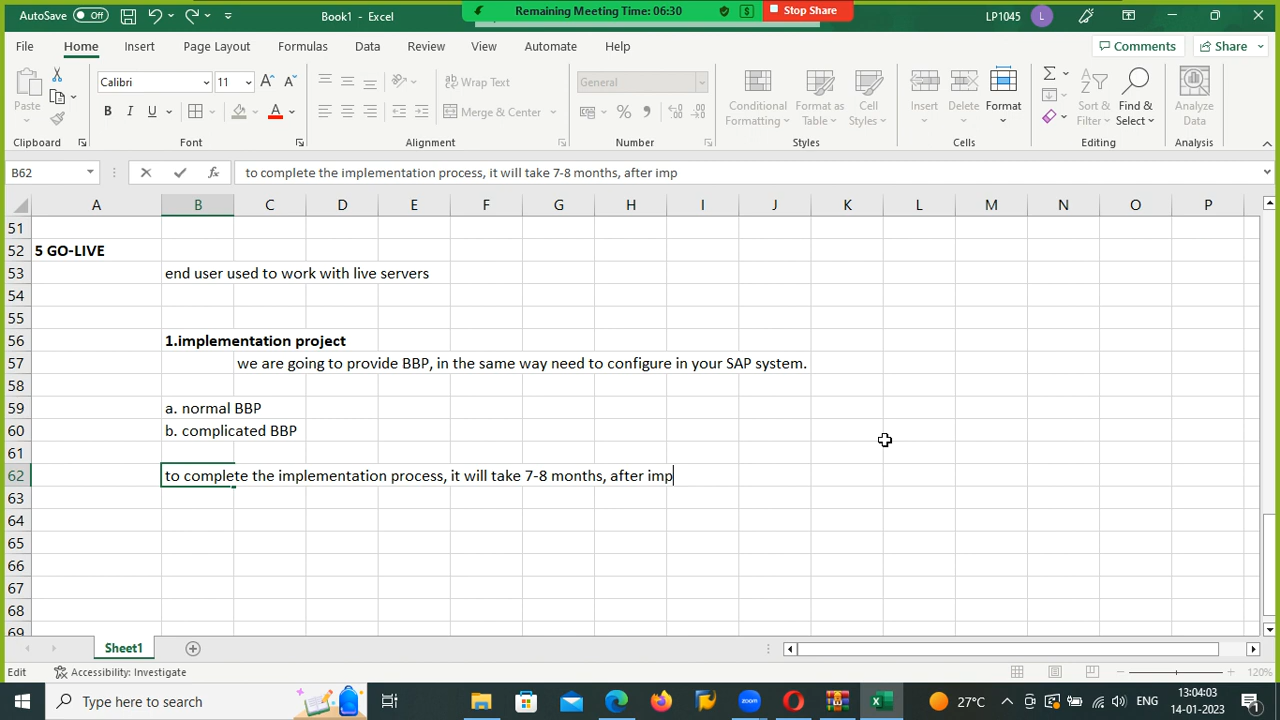 Remaining Meeting Time: 06:30
Stop Share
AutoSave Off
Book1 - Excel
LP1045
L
File Home Insert Page Layout Formulas Data Review View Automate Help
Comments
Share
Calibri
11
Wrap Text
General
Paste
Merge & Center
Conditional Formatting
Format as Table
Cell Styles
Insert
Delete
Format
Sort & Filter
Find & Select
Analyze Data
Clipboard
Font
Alignment
Number
Styles
Cells
Editing
Analysis
B62
to complete the implementation process, it will take 7-8 months, after imp
A B C D E F G H I J K L M N O P
51
52 5 GO-LIVE
53 end user used to work with live servers
54
55
56 1.implementation project
57 we are going to provide BBP, in the same way need to configure in your SAP system.
58
59 a. normal BBP
60 b. complicated BBP
61
62 to complete the implementation process, it will take 7-8 months, after imp
63
64
65
66
67
68
69
Sheet1
Edit
Accessibility: Investigate
120%
Type here to search
zoom
27°C
ENG
13:04:03
14-01-2023
1